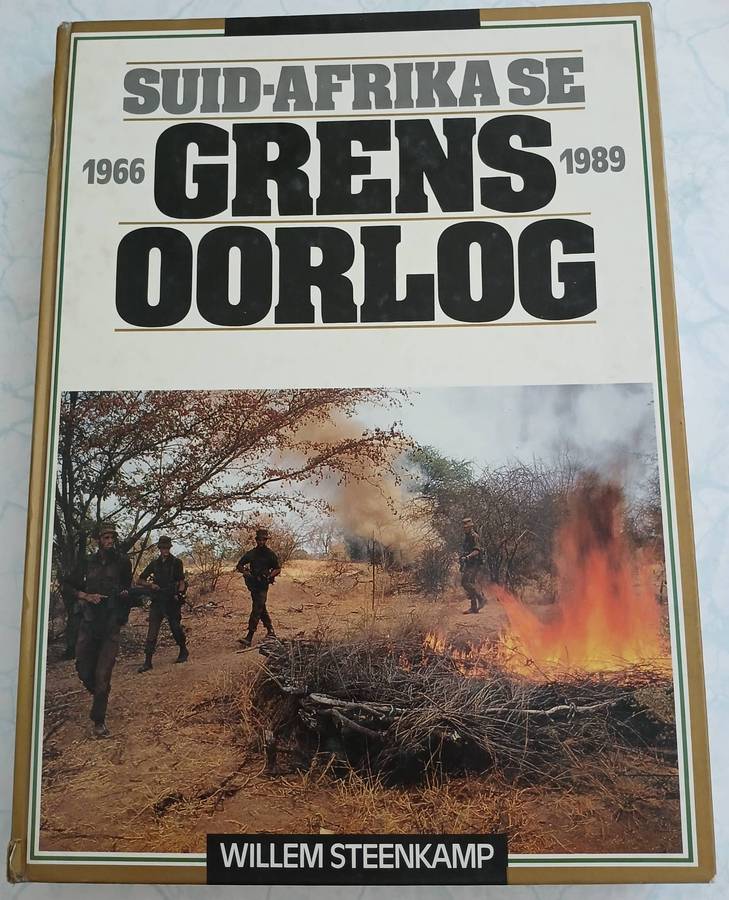 SUID-AFRIKA SE
1966 GRENS 1989
OORLOG
WILLEM STEENKAMP